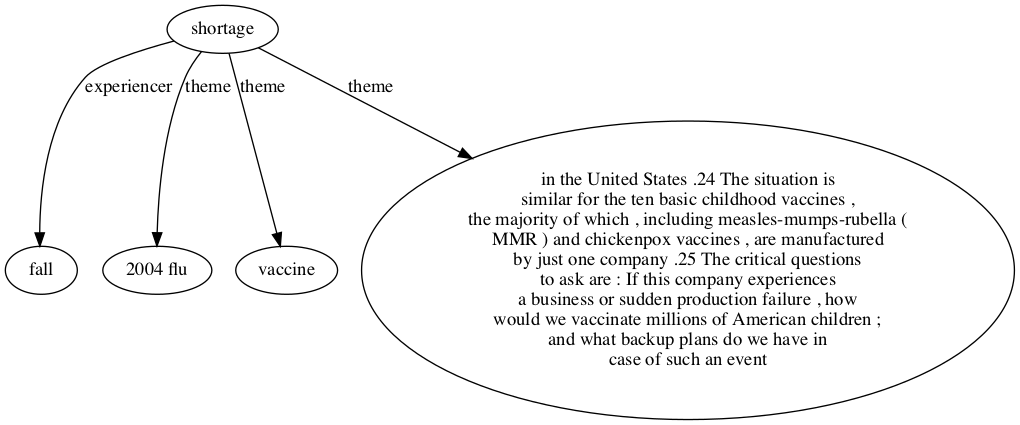 shortage
experiencer
theme
theme
theme
fall
2004 flu
vaccine
in the United States .24 The situation is
similar for the ten basic childhood vaccines ,
the majority of which , including measles-mumps-rubella (
MMR ) and chickenpox vaccines , are manufactured
by just one company .25 The critical questions
to ask are : If this company experiences
a business or sudden production failure , how
would we vaccinate millions of American children ;
and what backup plans do we have in
case of such an event